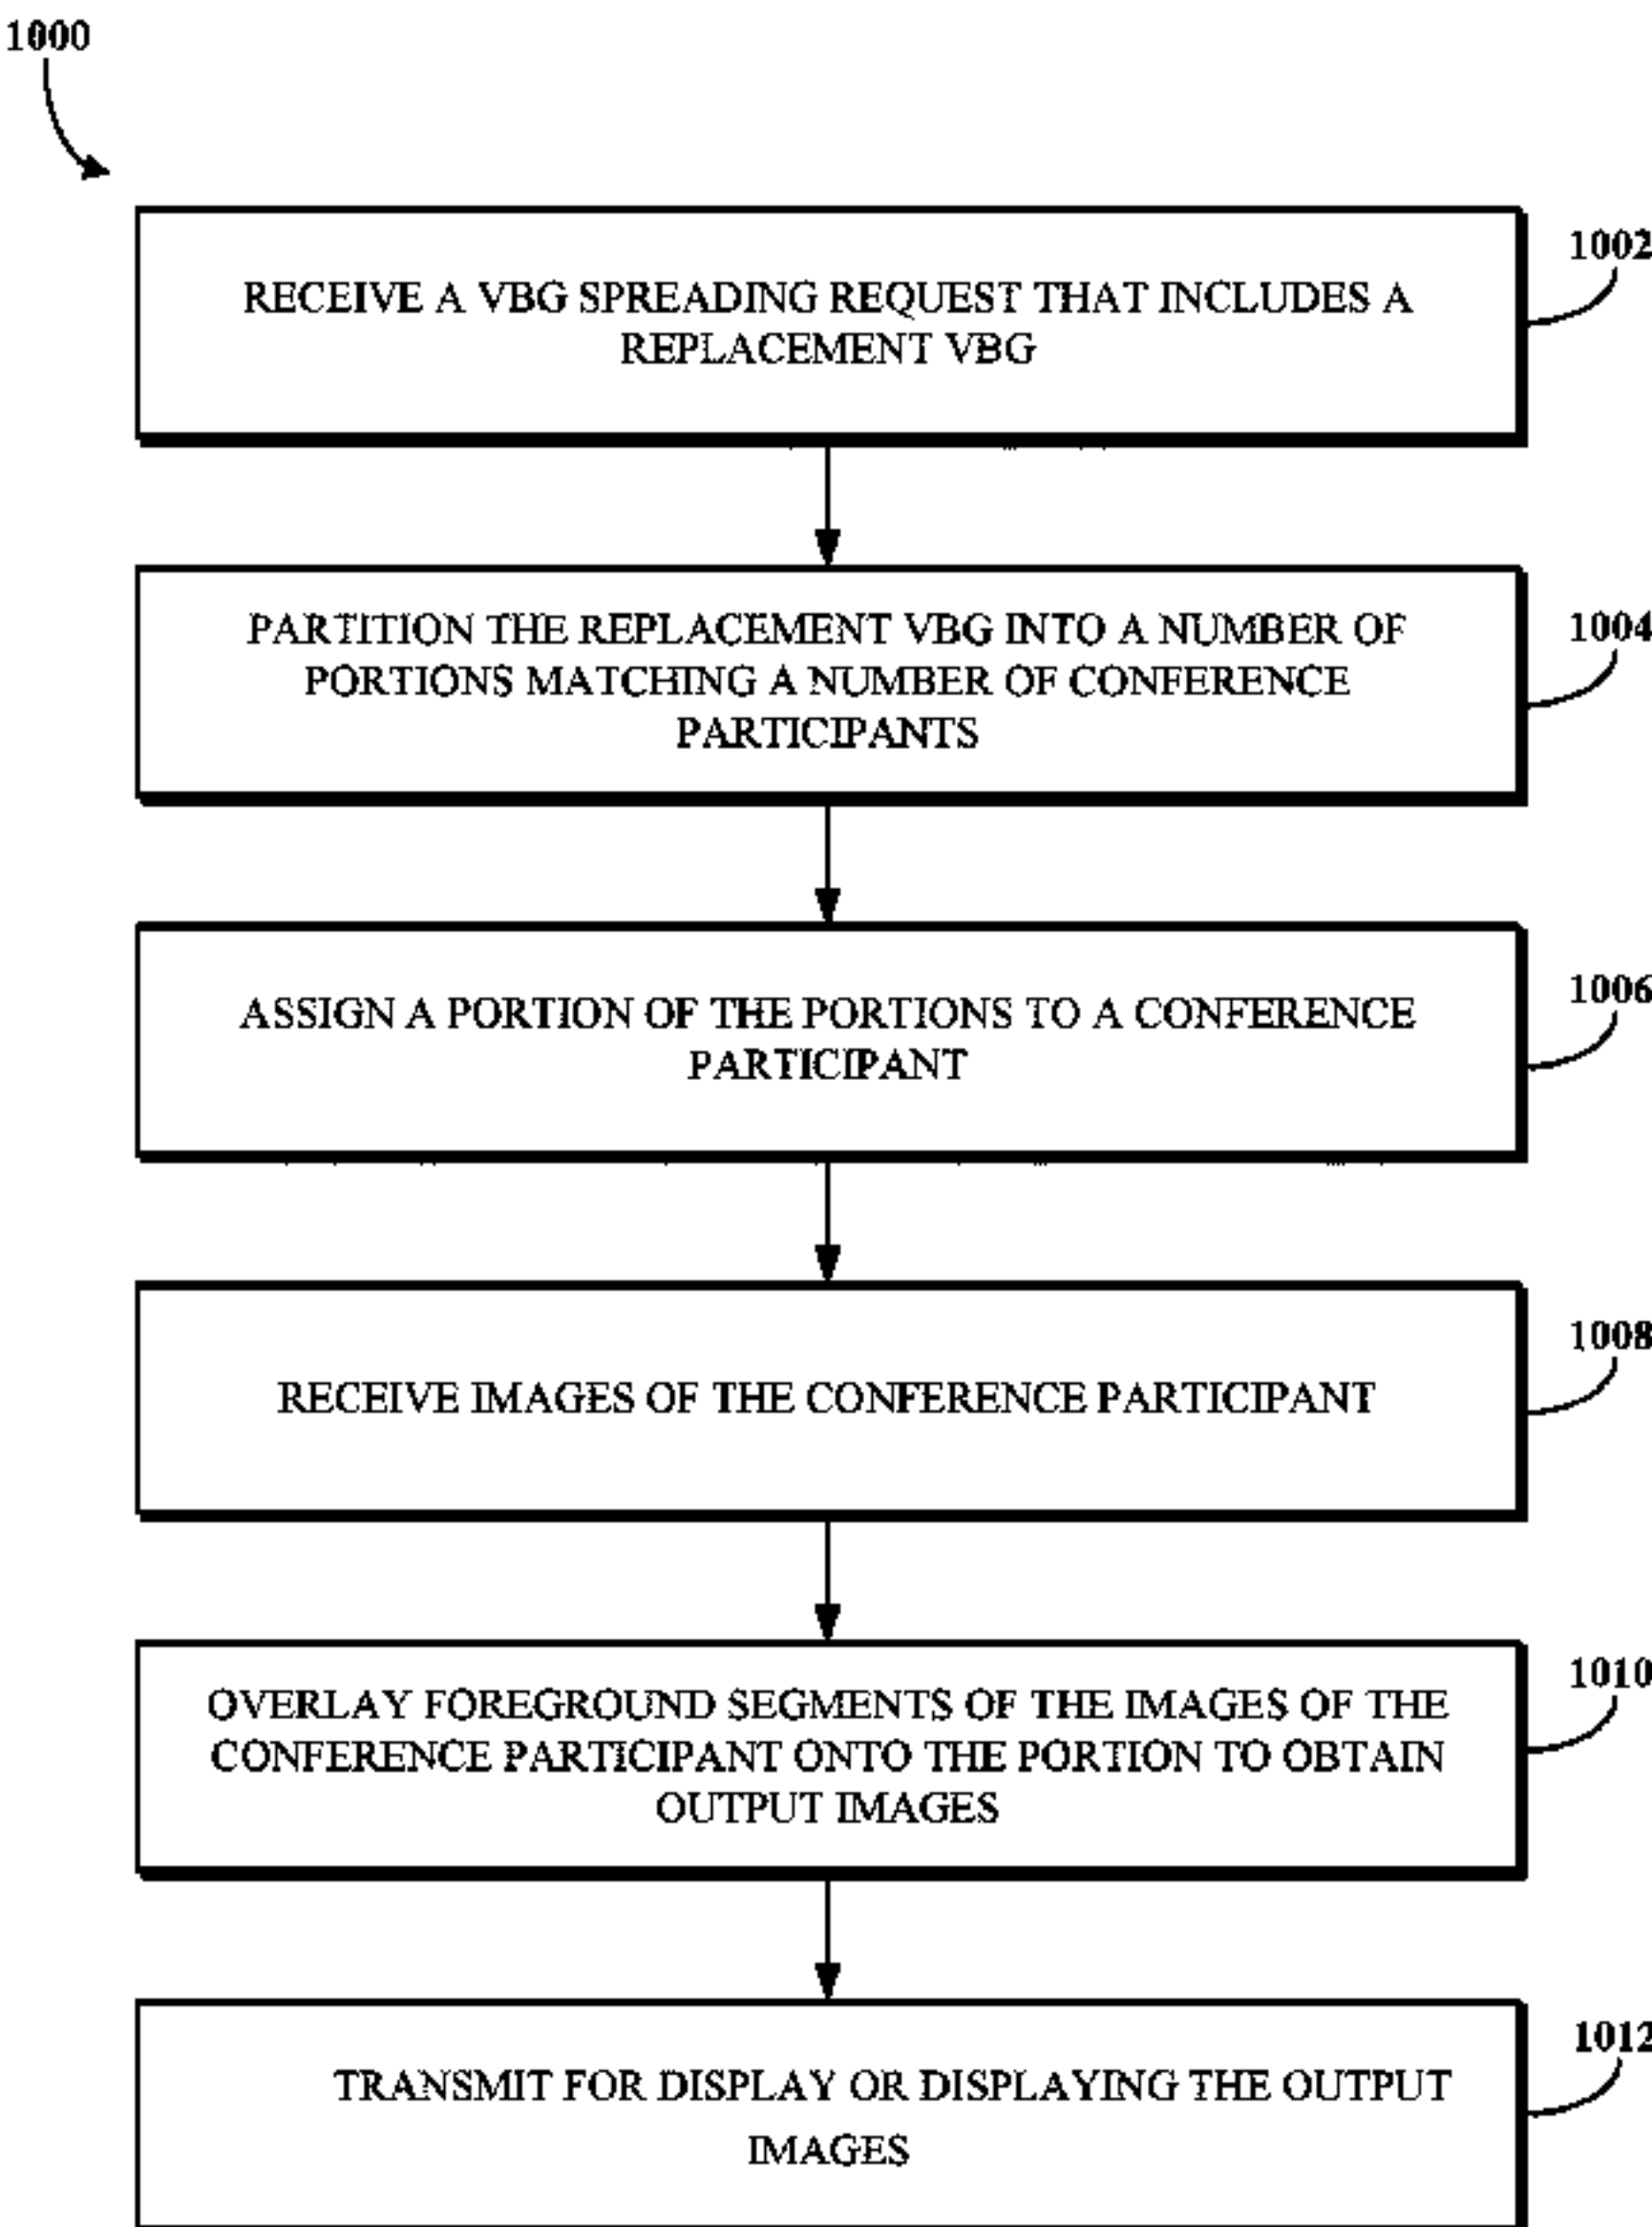 1000
1002
RECEIVE A VBG SPREADING REQUEST THAT INCLUDES A
REPLACEMENT VBG
1004
PARTITION THE REPLACEMENT VBG INTO A NUMBER OF
PORTIONS MATCHING A NUMBER OF CONFERENCE
PARTICIPANTS
1006
ASSIGN A PORTION OF THE PORTIONS TO A CONFERENCE
PARTICIPANT
1008
RECEIVE IMAGES OF THE CONFERENCE PARTICIPANT
1010
OVERLAY FOREGROUND SEGMENTS OF THE IMAGES OF THE
CONFERENCE PARTICIPANT ONTO THE PORTION TO OBTAIN
OUTPUT IMAGES
1012
TRANSMIT FOR DISPLAY OR DISPLAYING THE OUTPUT
IMAGES